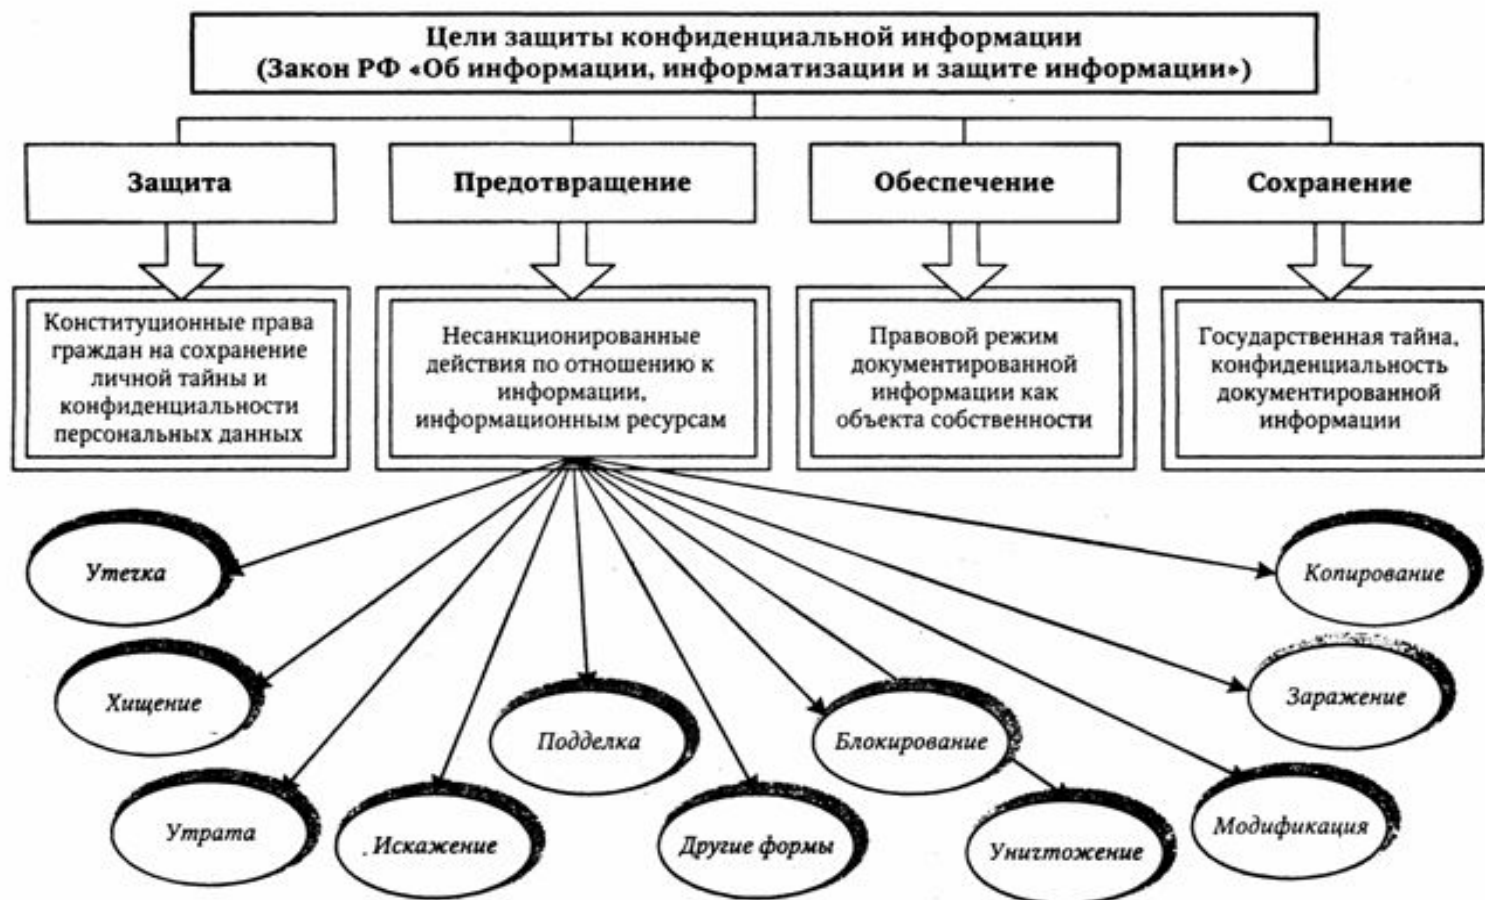 Цели защиты конфиденциальной информации
(Закон РФ «Об информации, информатизации и защите информации»)
Защита
Предотвращение
Обеспечение
Сохранение
Конституционные права
граждан на сохранение
личной тайны и
конфиденциальности
персональных данных
Несанкционированные
действия по отношению к
информации,
информационным ресурсам
Правовой режим
документированной
информации как
объекта собственности
Государственная тайна,
конфиденциальность
документированной
информации
Утечка
Копирование
Хищение
Заражение
Подделка
Блокирование
Утрата
Искажение
Другие формы
Уничтожение
Модификация